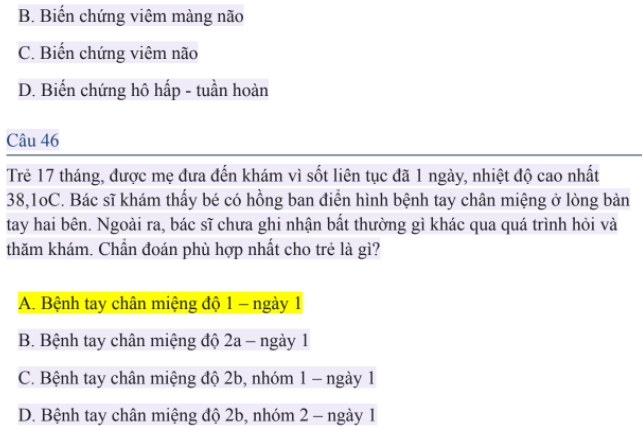 B. Biến chứng viêm màng não
C. Biến chứng viêm não
D. Biến chứng hô hấp - tuần hoàn
Câu 46
Trẻ 17 tháng, được mẹ đưa đến khám vì sốt liên tục đã 1 ngày, nhiệt độ cao nhất
38,1oC. Bác sĩ khám thấy bé có hồng ban điển hình bệnh tay chân miệng ở lòng bàn
tay hai bên. Ngoài ra, bác sĩ chưa ghi nhận bất thường gì khác qua quá trình hỏi và
thăm khám. Chẩn đoán phù hợp nhất cho trẻ là gì?
A. Bệnh tay chân miệng độ 1 – ngày 1
B. Bệnh tay chân miệng độ 2a – ngày 1
C. Bệnh tay chân miệng độ 2b, nhóm 1 – ngày 1
D. Bệnh tay chân miệng độ 2b, nhóm 2 – ngày 1